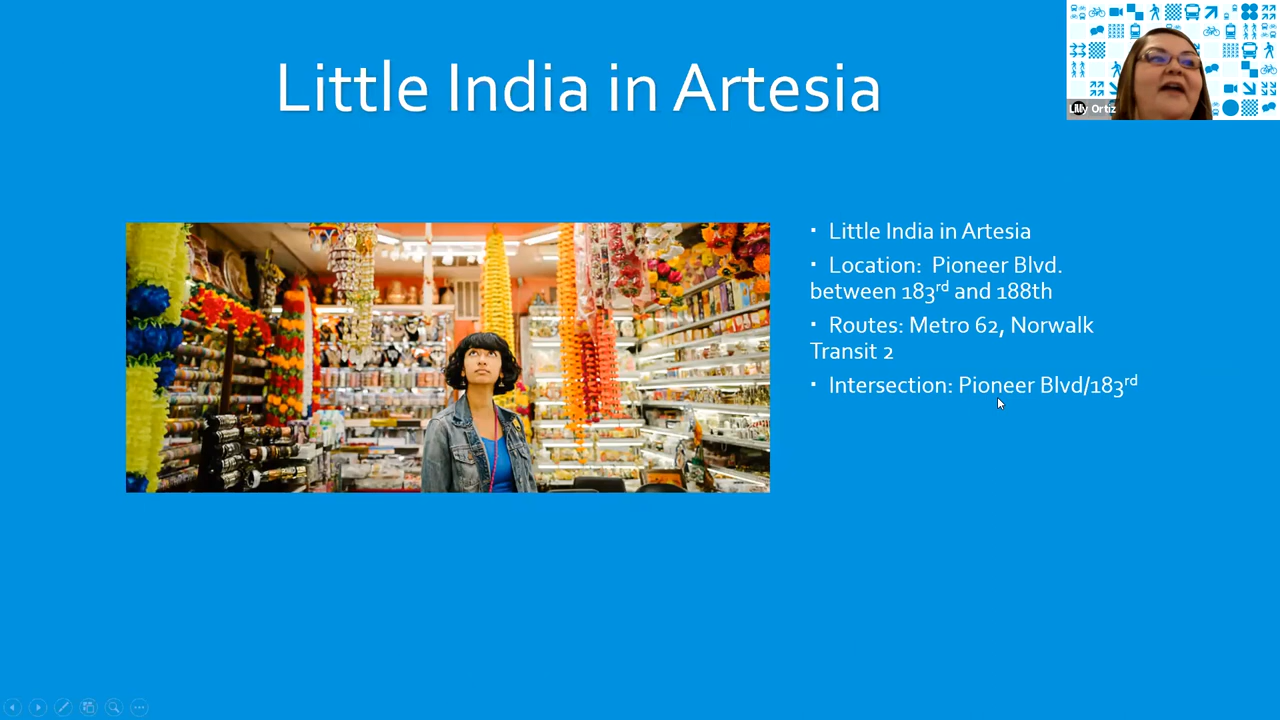 Little India in Artesia
Lilly Ortiz
▪ Little India in Artesia
▪ Location:  Pioneer Blvd.
between 183rd and 188th
▪ Routes: Metro 62, Norwalk
Transit 2
▪ Intersection: Pioneer Blvd/183rd